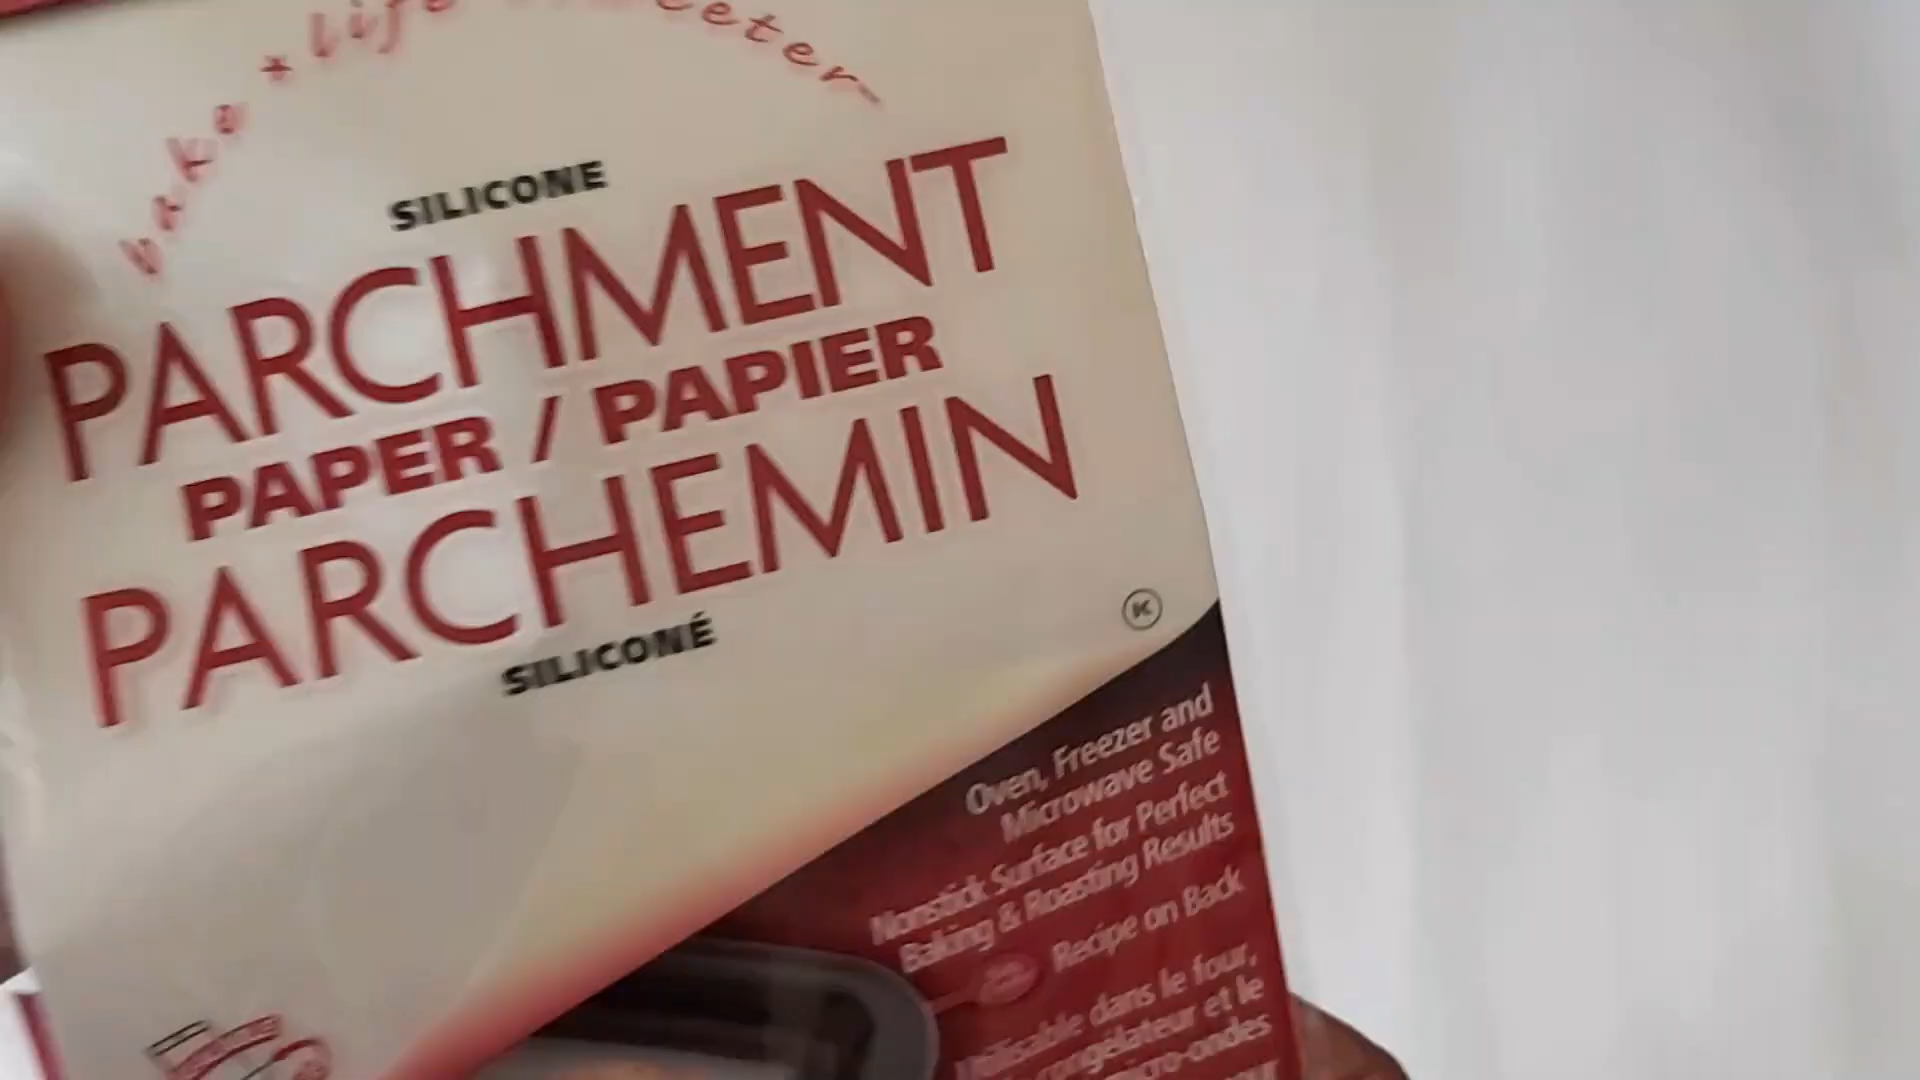 SILICONE
PARCHMENT
PAPER / PAPIER
PARCHEMIN
SILICONÉ
K
Oven, Freezer and
Microwave Safe
Nonstick Surface for Perfect
Baking & Roasting Results
Recipe on Back
Utilisable dans le four,
congélateur et le
micro-ondes